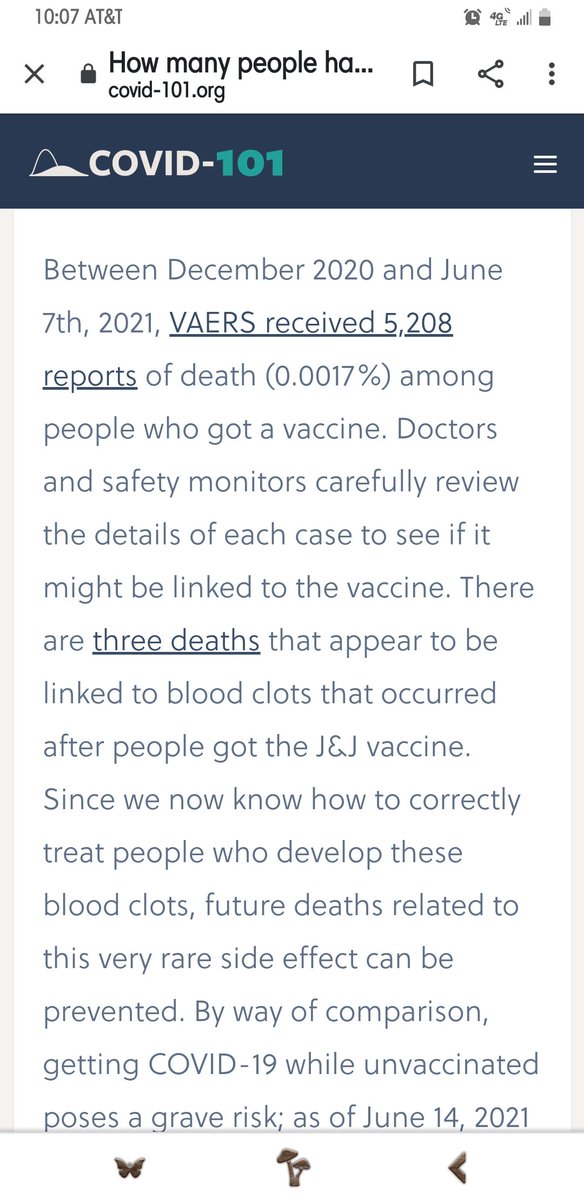 10:07 AT&T
4G LTE
How many people ha...
covid-101.org
COVID-101
Between December 2020 and June
7th, 2021, VAERS received 5,208
reports of death (0.0017%) among
people who got a vaccine. Doctors
and safety monitors carefully review
the details of each case to see if it
might be linked to the vaccine. There
are three deaths that appear to be
linked to blood clots that occurred
after people got the J&J vaccine.
Since we now know how to correctly
treat people who develop these
blood clots, future deaths related to
this very rare side effect can be
prevented. By way of comparison,
getting COVID-19 while unvaccinated
poses a grave risk; as of June 14, 2021